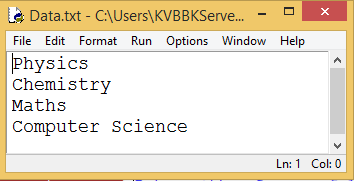 Data.txt - C:\Users\KVBBKServe...
File Edit Format Run Options Window Help
Physics
Chemistry
Maths
Computer Science
Ln: 1 Col: 0